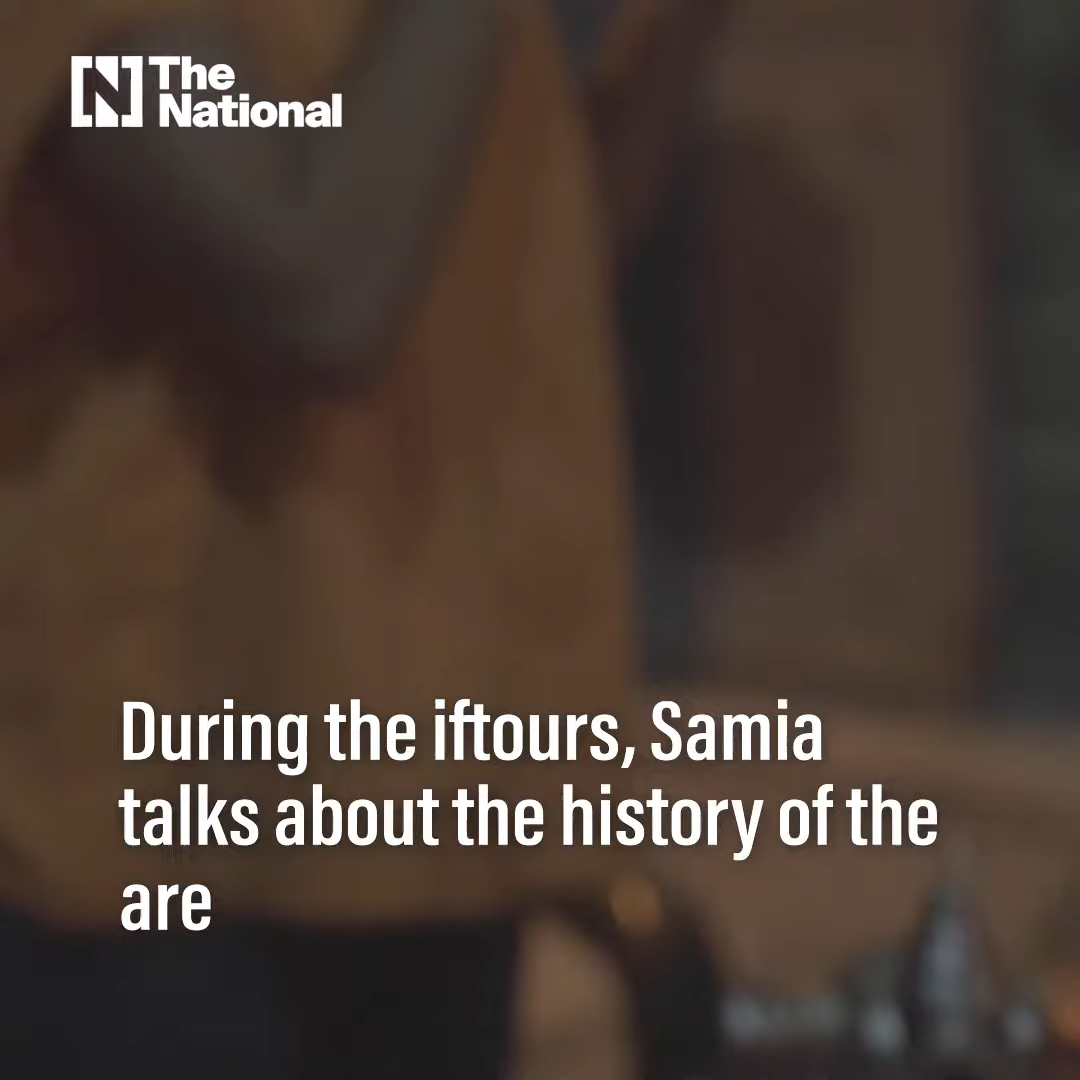 The
National
During the iftours, Samia
talks about the history of the
are